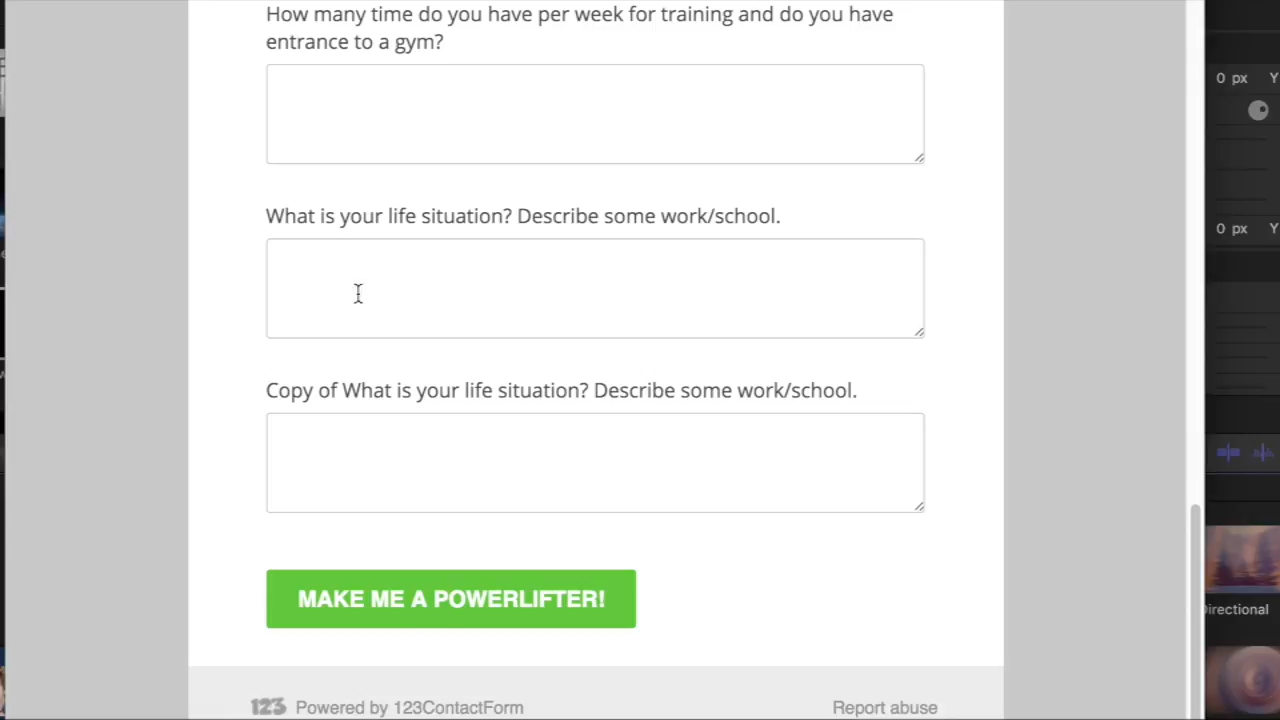 How many time do you have per week for training and do you have
entrance to a gym?
0 px Y
What is your life situation? Describe some work/school.
0 px Y
Copy of What is your life situation? Describe some work/school.
MAKE ME A POWERLIFTER!
Directional
123 Powered by 123ContactForm
Report abuse